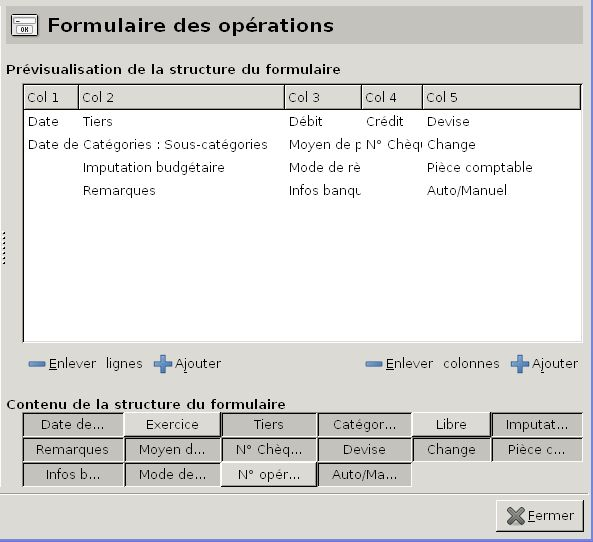 OK
Formulaire des opérations
Prévisualisation de la structure du formulaire
Col 1 Col 2 Col 3 Col 4 Col 5
Date Tiers Débit Crédit Devise
Date de Catégories : Sous-catégories Moyen de p N° Chèqu Change
Imputation budgétaire Mode de rè Pièce comptable
Remarques Infos banqu Auto/Manuel
Enlever lignes Ajouter Enlever colonnes Ajouter
Contenu de la structure du formulaire
Date de... Exercice Tiers Catégor... Libre Imputat...
Remarques Moyen d... N° Chèq... Devise Change Pièce c...
Infos b... Mode de... N° opér... Auto/Ma...
Fermer